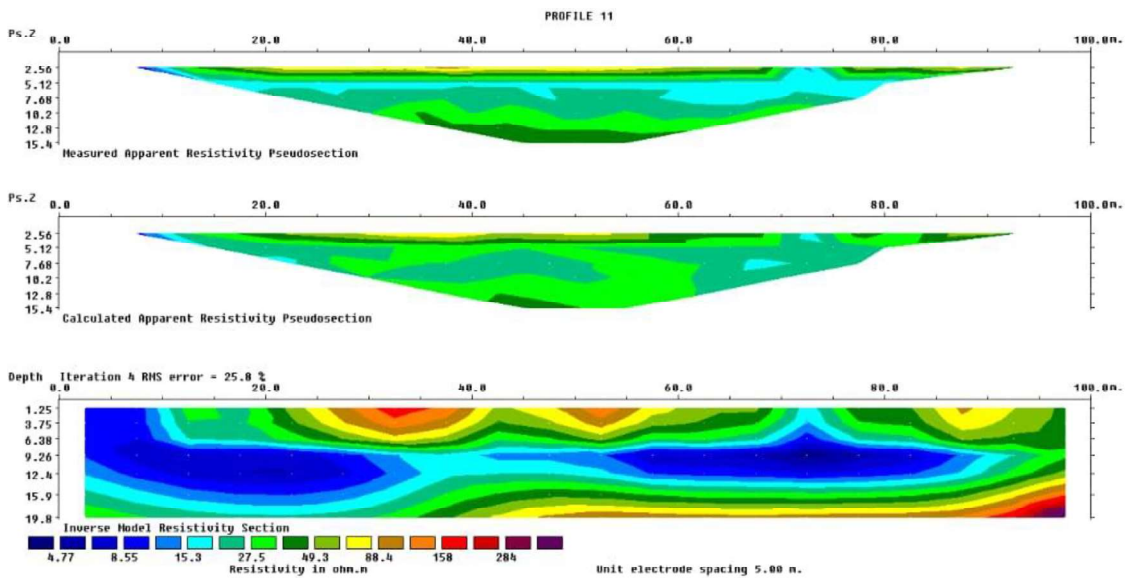 PROFILE 11
Ps.Z 0.0 20.0 40.0 60.0 80.0 100.0m.
2.56
5.12
7.68
10.2
12.8
15.4
Measured Apparent Resistivity Pseudosection
Ps.Z 0.0 20.0 40.0 60.0 80.0 100.0m.
2.56
5.12
7.68
10.2
12.8
15.4
Calculated Apparent Resistivity Pseudosection
Depth Iteration 4 RMS error = 25.8 %
0.0 20.0 40.0 60.0 80.0 100.0m.
1.25
3.75
6.38
9.26
12.4
15.9
19.8
Inverse Model Resistivity Section
4.77 8.55 15.3 27.5 49.3 88.4 158 284
Resistivity in ohm.m Unit electrode spacing 5.00 m.